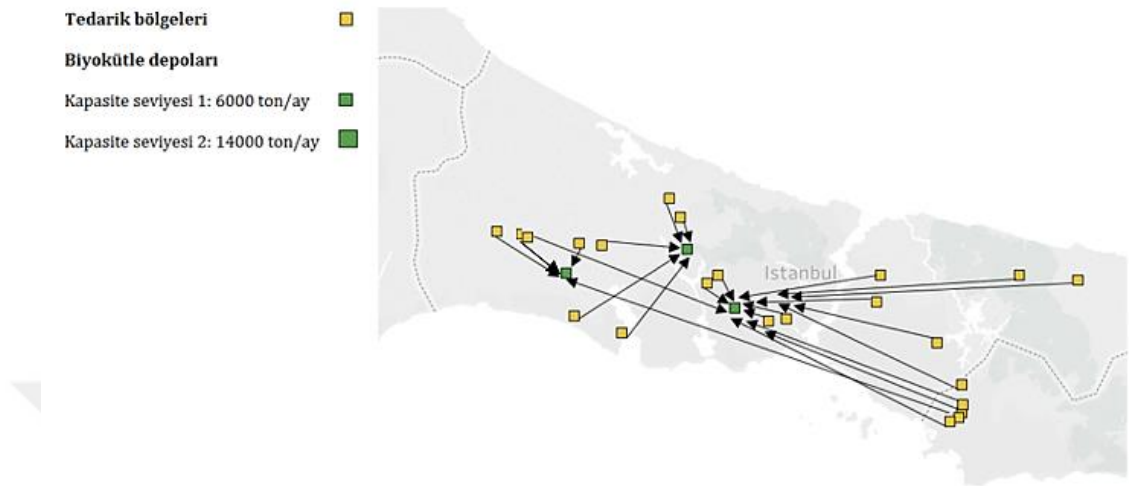 Tedarik bölgeleri
Biyokütle depoları
Kapasite seviyesi 1: 6000 ton/ay
Kapasite seviyesi 2: 14000 ton/ay
Istanbul